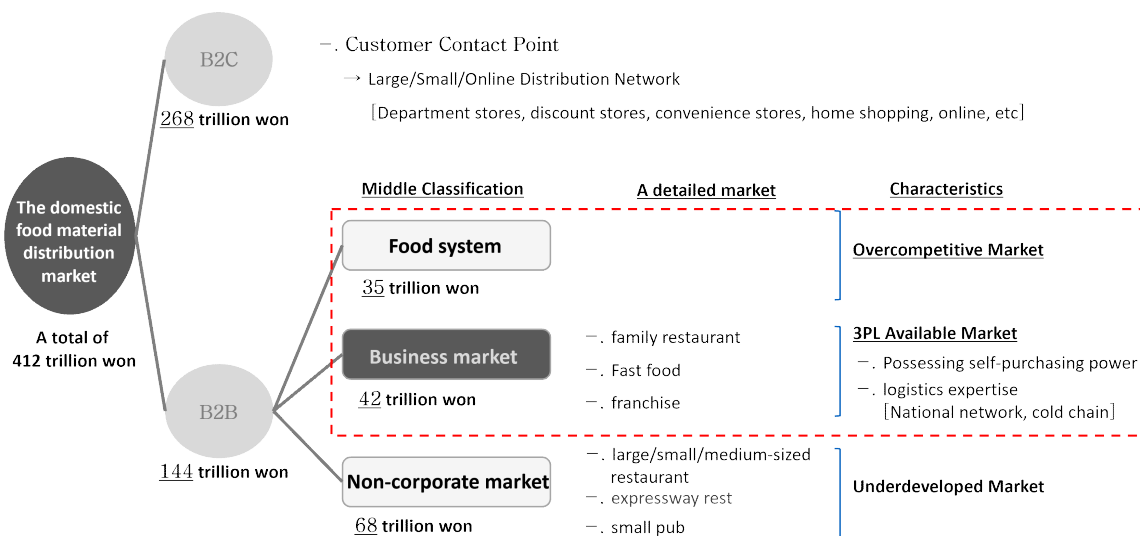 B2C
268 trillion won
－. Customer Contact Point
→ Large/Small/Online Distribution Network
[Department stores, discount stores, convenience stores, home shopping, online, etc]
The domestic
food material
distribution
market
A total of
412 trillion won
B2B
144 trillion won
Middle Classification
A detailed market
Characteristics
Food system
35 trillion won
Overcompetitive Market
Business market
42 trillion won
－. family restaurant
－. Fast food
－. franchise
3PL Available Market
－. Possessing self-purchasing power
－. logistics expertise
[National network, cold chain]
Non-corporate market
68 trillion won
－. large/small/medium-sized
restaurant
－. expressway rest
－. small pub
Underdeveloped Market